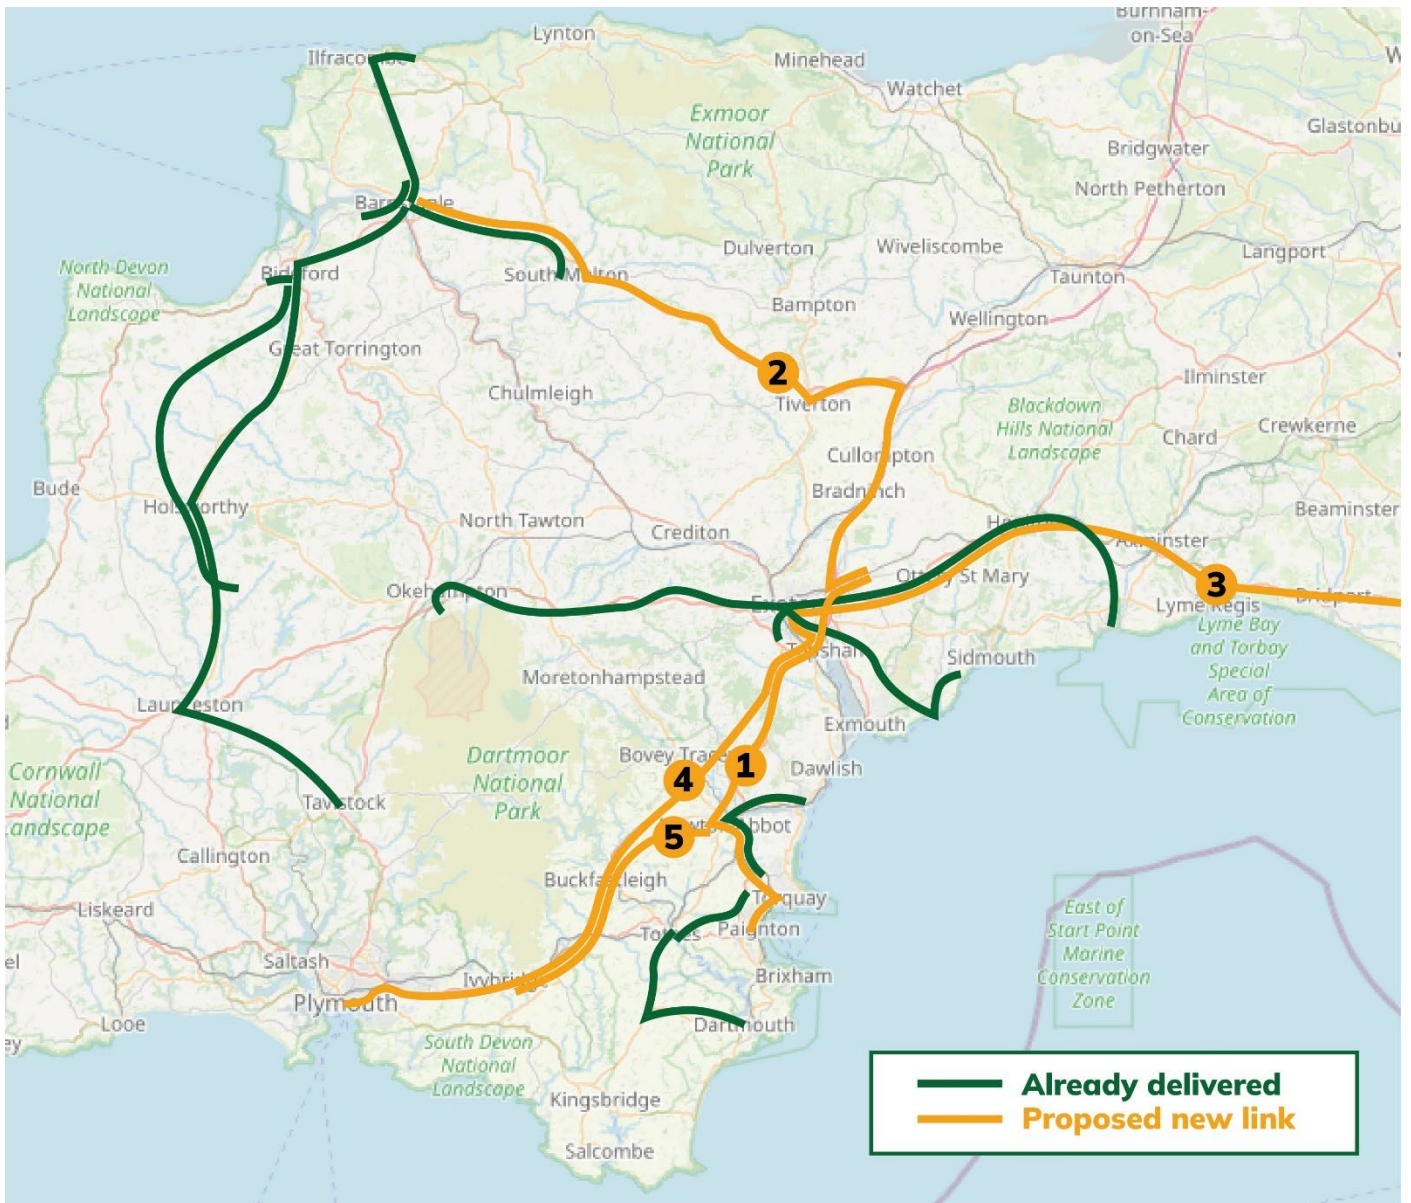 Burnham-
on-Sea
Lynton
Ilfracombe
Minehead
Watchet
Exmoor
National
Park
Glastonbu
Bridgwater
North Petherton
Barnstaple
Dulverton
Wiveliscombe
Langport
North Devon
National
Landscape
Bideford
South Molton
Taunton
Bampton
Wellington
Great Torrington
2
Tiverton
Ilminster
Chulmleigh
Blackdown
Hills National
Landscape
Crewkerne
Chard
Cullompton
Bude
Bradninch
Holsworthy
Beaminster
North Tawton
Crediton
Honiton
Axminster
Okehampton
Exeter
Ottery St Mary
3
Lyme Regis
Bridport
Lyme Bay
and Torbay
Special
Area of
Conservation
Topsham
Sidmouth
Moretonhampstead
Launceston
Exmouth
Dartmoor
National
Park
Bovey Tracey
4
1
Dawlish
Cornwall
National
Landscape
Tavistock
5
Newton Abbot
Callington
Buckfastleigh
Torquay
Liskeard
Totnes
Paignton
East of
Start Point
Marine
Conservation
Zone
Saltash
Ivybridge
Brixham
Plymouth
Looe
Dartmouth
South Devon
National
Landscape
Kingsbridge
Salcombe
Already delivered
Proposed new link